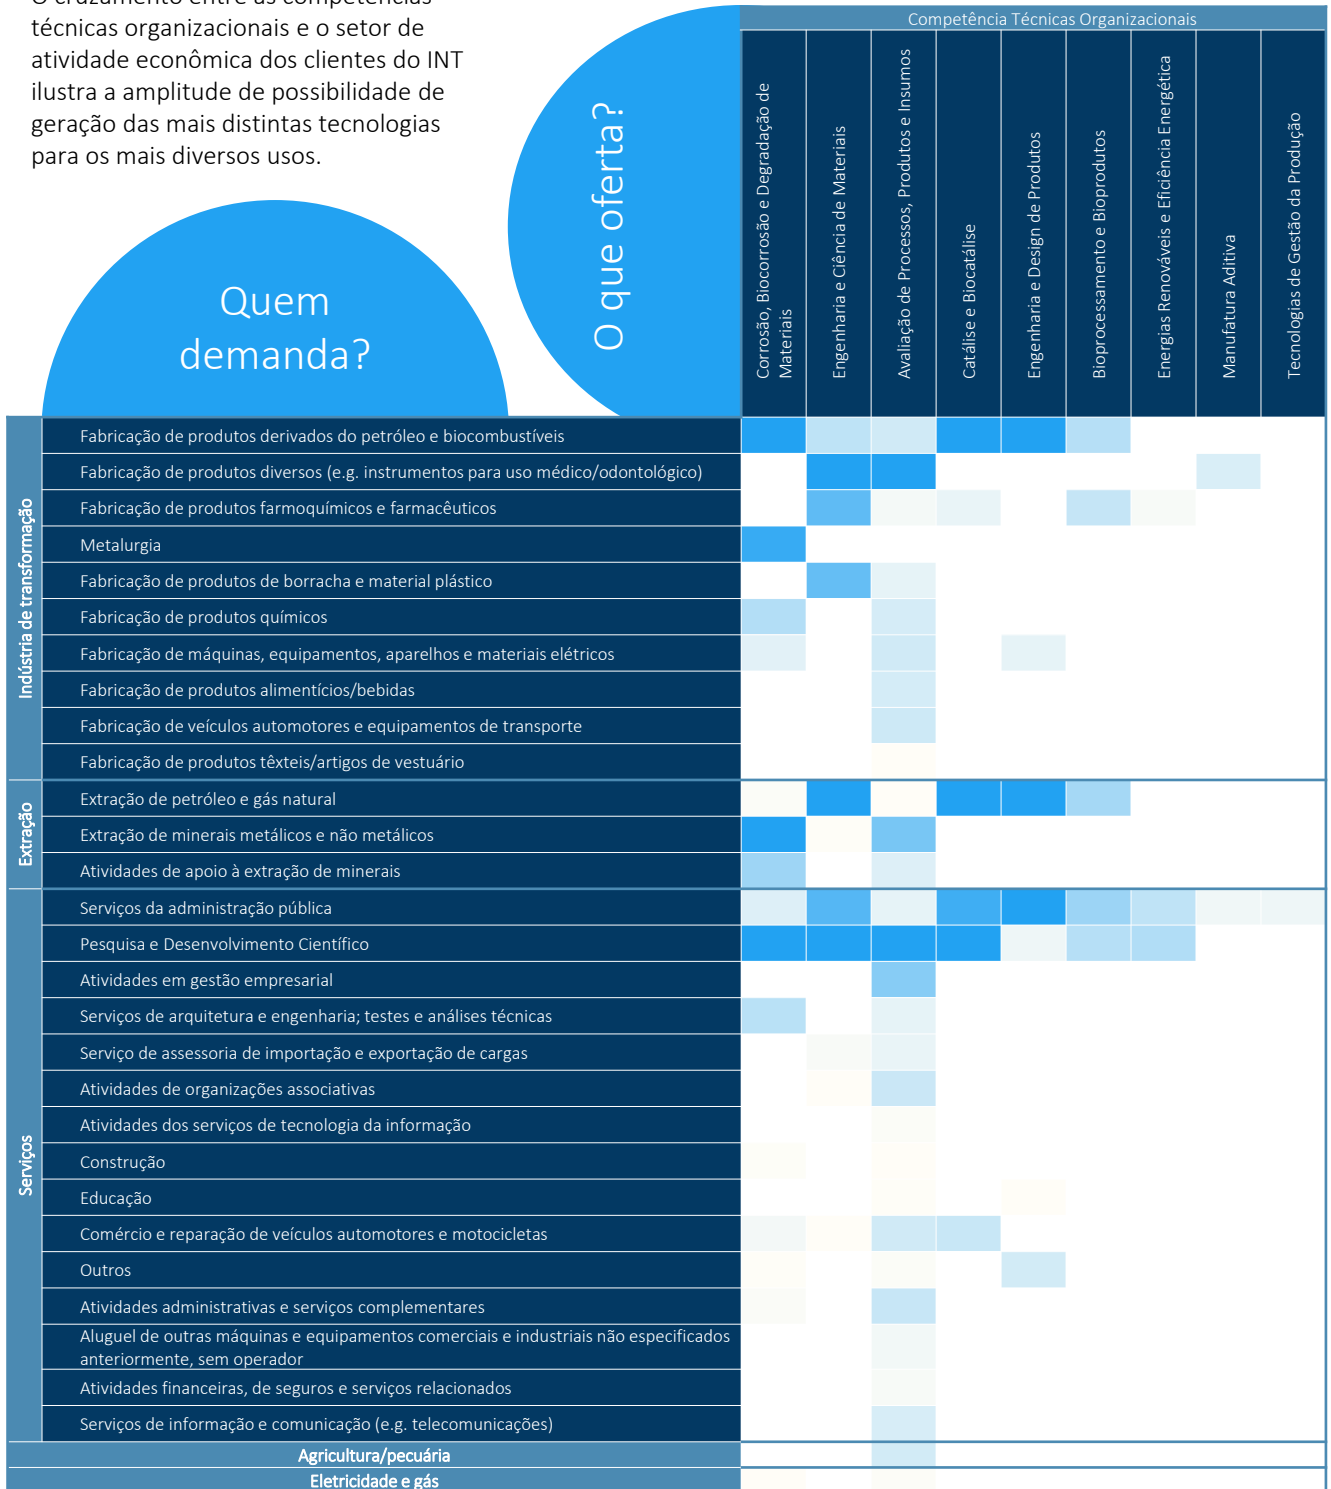 O cruzamento entre as competências
técnicas organizacionais e o setor de
atividade econômica dos clientes do INT
ilustra a amplitude de possibilidade de
geração das mais distintas tecnologias
para os mais diversos usos.
Quem
demanda?
O que oferta?
Competência Técnicas Organizacionais
Corrosão, Biocorrosão e Degradação de
Materiais
Engenharia e Ciência de Materiais
Avaliação de Processos, Produtos e Insumos
Catálise e Biocatálise
Engenharia e Design de Produtos
Bioprocessamento e Bioprodutos
Energias Renováveis e Eficiência Energética
Manufatura Aditiva
Tecnologias de Gestão da Produção
Indústria de transformação
Fabricação de produtos derivados do petróleo e biocombustíveis
Fabricação de produtos diversos (e.g. instrumentos para uso médico/odontológico)
Fabricação de produtos farmoquímicos e farmacêuticos
Metalurgia
Fabricação de produtos de borracha e material plástico
Fabricação de produtos químicos
Fabricação de máquinas, equipamentos, aparelhos e materiais elétricos
Fabricação de produtos alimentícios/bebidas
Fabricação de veículos automotores e equipamentos de transporte
Fabricação de produtos têxteis/artigos de vestuário
Extração
Extração de petróleo e gás natural
Extração de minerais metálicos e não metálicos
Atividades de apoio à extração de minerais
Serviços
Serviços da administração pública
Pesquisa e Desenvolvimento Científico
Atividades em gestão empresarial
Serviços de arquitetura e engenharia; testes e análises técnicas
Serviço de assessoria de importação e exportação de cargas
Atividades de organizações associativas
Atividades dos serviços de tecnologia da informação
Construção
Educação
Comércio e reparação de veículos automotores e motocicletas
Outros
Atividades administrativas e serviços complementares
Aluguel de outras máquinas e equipamentos comerciais e industriais não especificados
anteriormente, sem operador
Atividades financeiras, de seguros e serviços relacionados
Serviços de informação e comunicação (e.g. telecomunicações)
Agricultura/pecuária
Eletricidade e gás